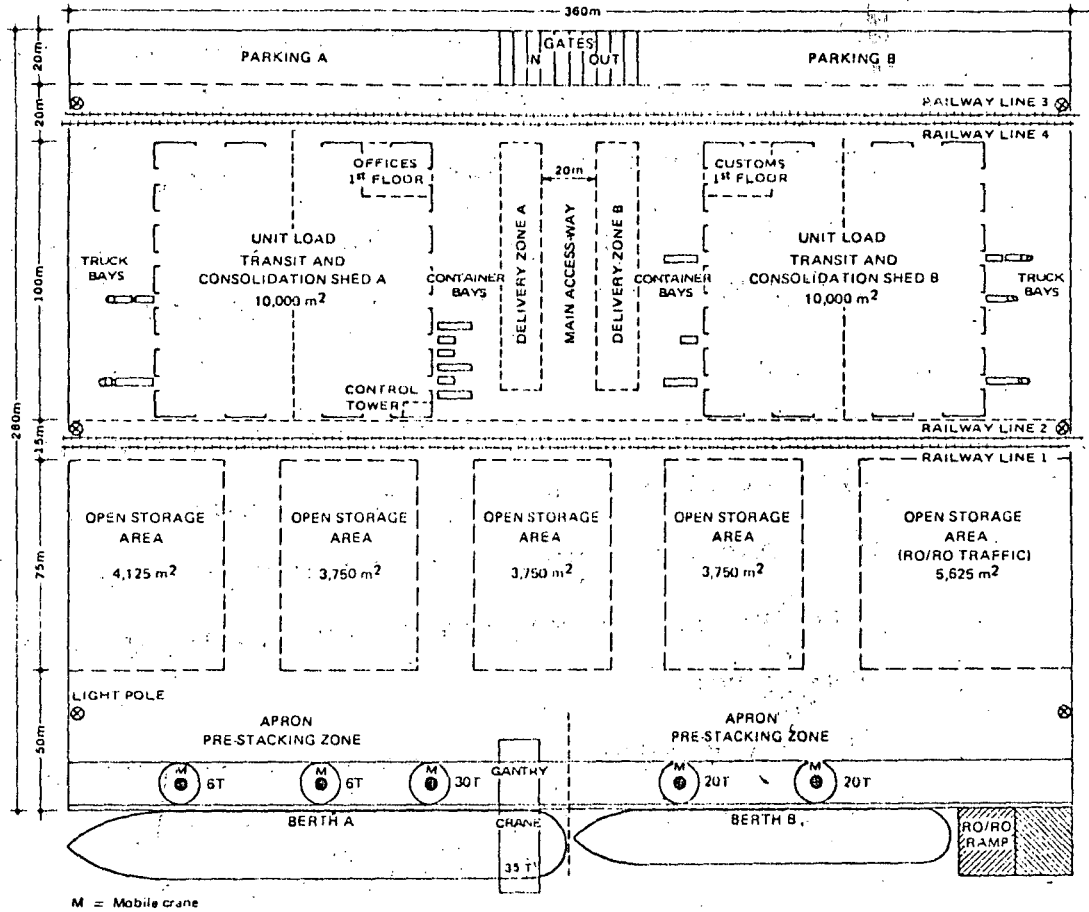 360m
20m
PARKING A
GATES
IN OUT
PARKING B
20m
RAILWAY LINE 3
RAILWAY LINE 4
OFFICES
1st FLOOR
20m
CUSTOMS
1st FLOOR
100m
TRUCK
BAYS
UNIT LOAD
TRANSIT AND
CONSOLIDATION SHED A
10,000 m²
CONTAINER
BAYS
DELIVERY ZONE A
MAIN ACCESS-WAY
DELIVERY ZONE B
CONTAINER
BAYS
UNIT LOAD
TRANSIT AND
CONSOLIDATION SHED B
10,000 m²
TRUCK
BAYS
CONTROL
TOWER
280m
15m
RAILWAY LINE 2
RAILWAY LINE 1
75m
OPEN STORAGE
AREA
4,125 m²
OPEN STORAGE
AREA
3,750 m²
OPEN STORAGE
AREA
3,750 m²
OPEN STORAGE
AREA
3,750 m²
OPEN STORAGE
AREA
(RO/RO TRAFFIC)
5,625 m²
LIGHT POLE
50m
APRON
PRE-STACKING ZONE
APRON
PRE-STACKING ZONE
M
6T
M
6T
M
30T
GANTRY
CRANE
35 T
M
20T
M
20T
BERTH A
BERTH B
RO/RO
RAMP
M = Mobile crane